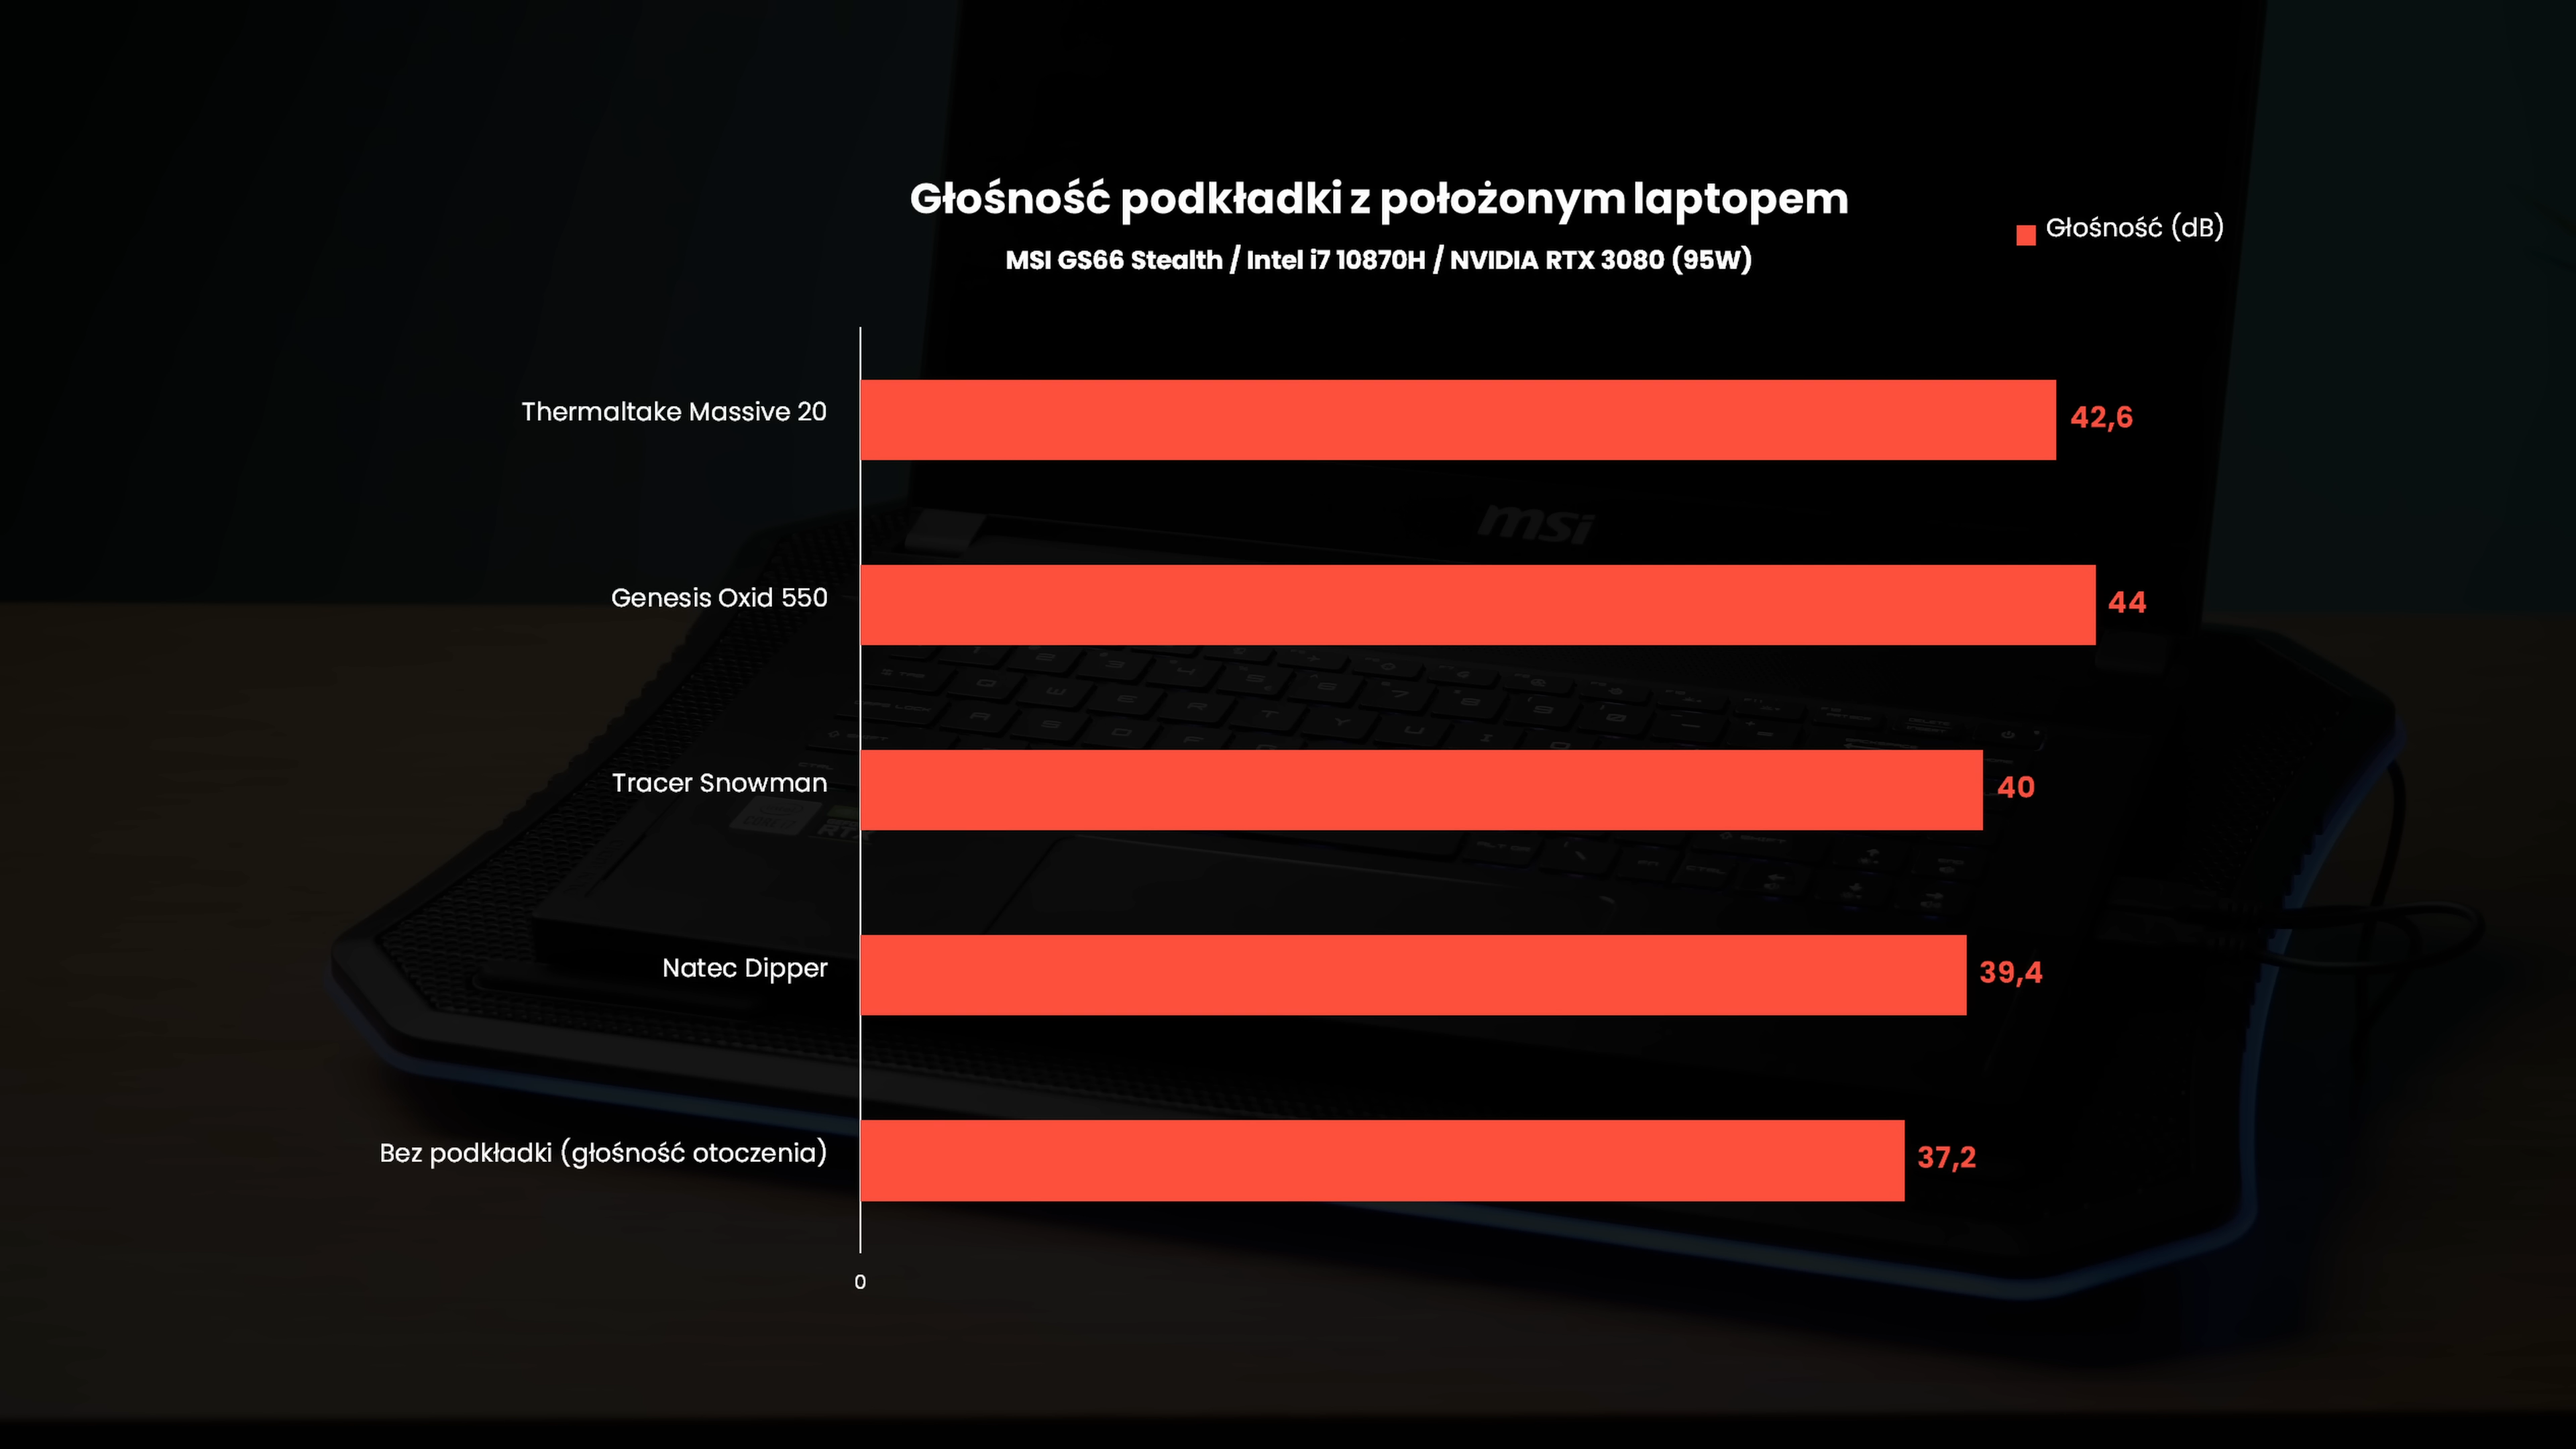 Głośność podkładki z położonym laptopem
MSI GS66 Stealth / Intel i7 10870H / NVIDIA RTX 3080 (95W)
Głośność (dB)
Thermaltake Massive 20
42,6
msi
Genesis Oxid 550
44
Tracer Snowman
40
Natec Dipper
39,4
Bez podkładki (głośność otoczenia)
37,2
0